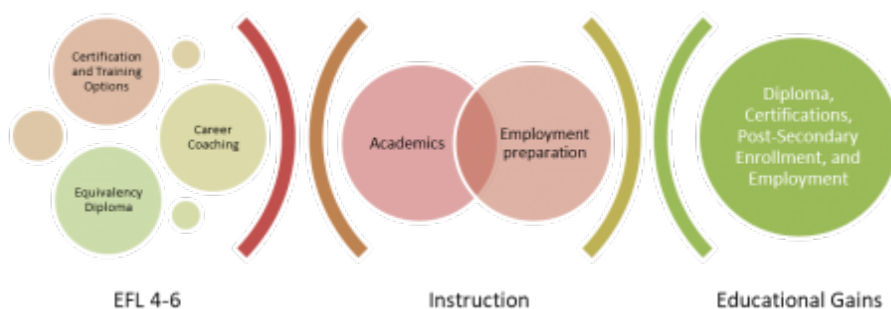 Certification
and Training
Options
Career
Coaching
Equivalency
Diploma
EFL 4-6
Academics
Employment
preparation
Instruction
Diploma,
Certifications,
Post-Secondary
Enrollment, and
Employment
Educational Gains